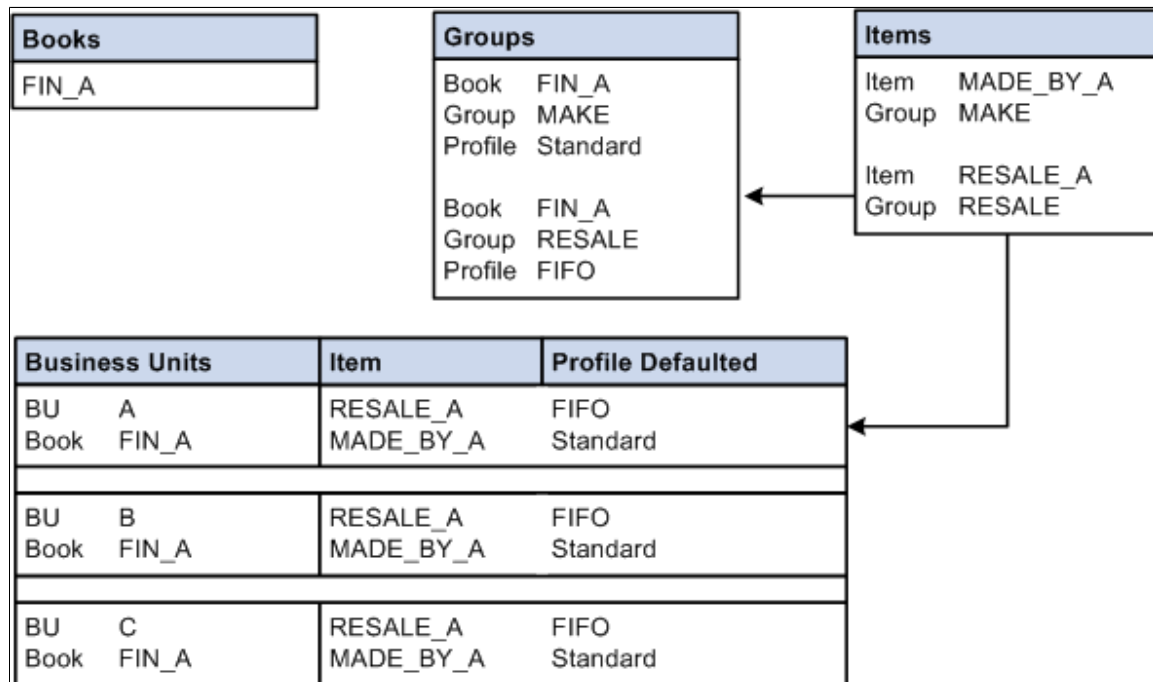 Books
FIN_A
Groups
Book FIN_A
Group MAKE
Profile Standard
Book FIN_A
Group RESALE
Profile FIFO
Items
Item MADE_BY_A
Group MAKE
Item RESALE_A
Group RESALE
Business Units Item Profile Defaulted
BU A RESALE_A FIFO
Book FIN_A MADE_BY_A Standard
BU B RESALE_A FIFO
Book FIN_A MADE_BY_A Standard
BU C RESALE_A FIFO
Book FIN_A MADE_BY_A Standard